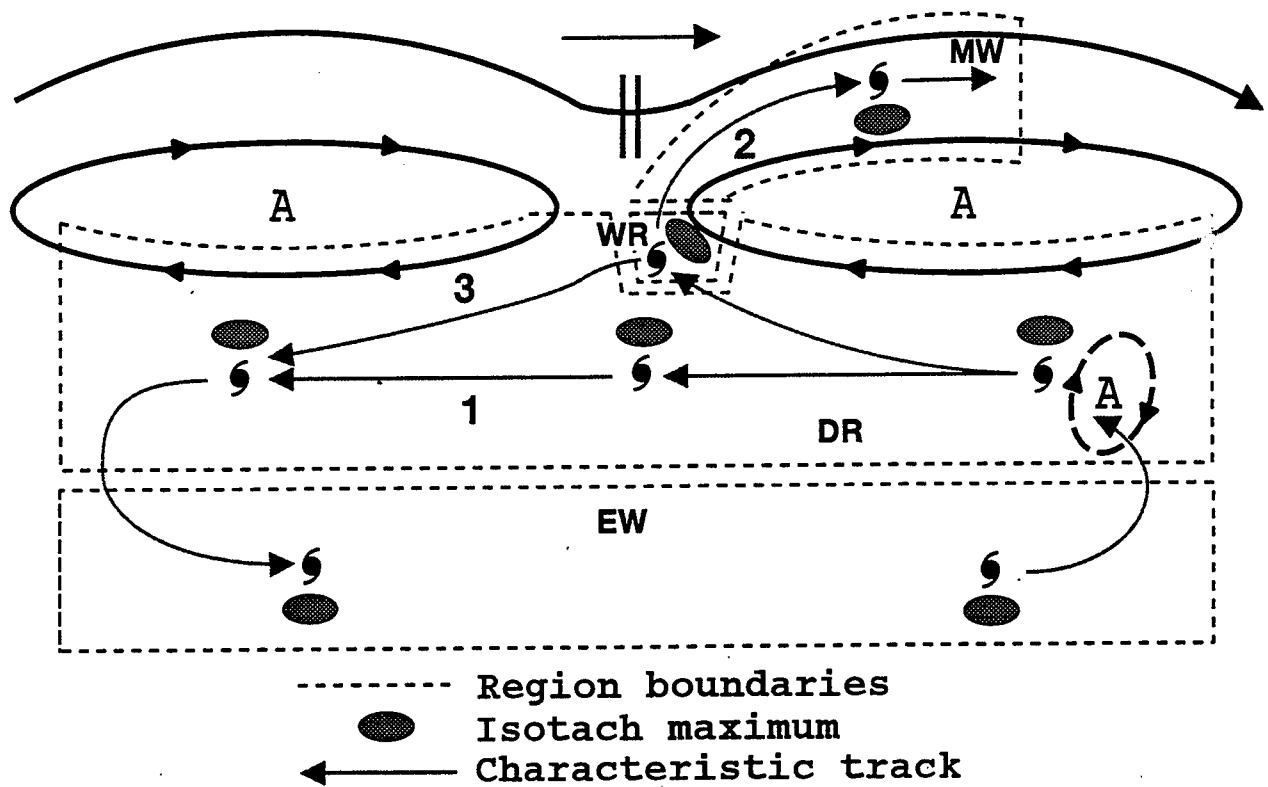 MW
2
A
A
WR
3
A
1
DR
EW
Region boundaries
Isotach maximum
Characteristic track